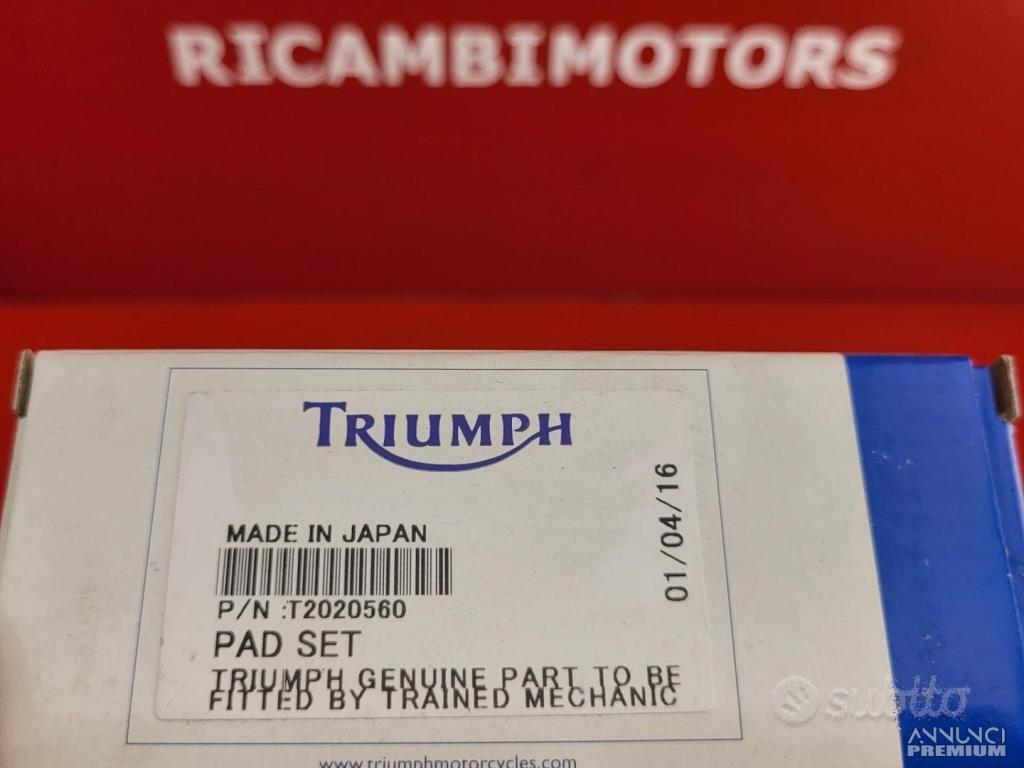 RICAMBIMOTORS
TRIUMPH
MADE IN JAPAN
01/04/16
P/N :T2020560
PAD SET
TRIUMPH GENUINE PART TO BE
FITTED BY TRAINED MECHANIC
www.triumphmotorcycles.com
subito
ANNUNCI
PREMIUM